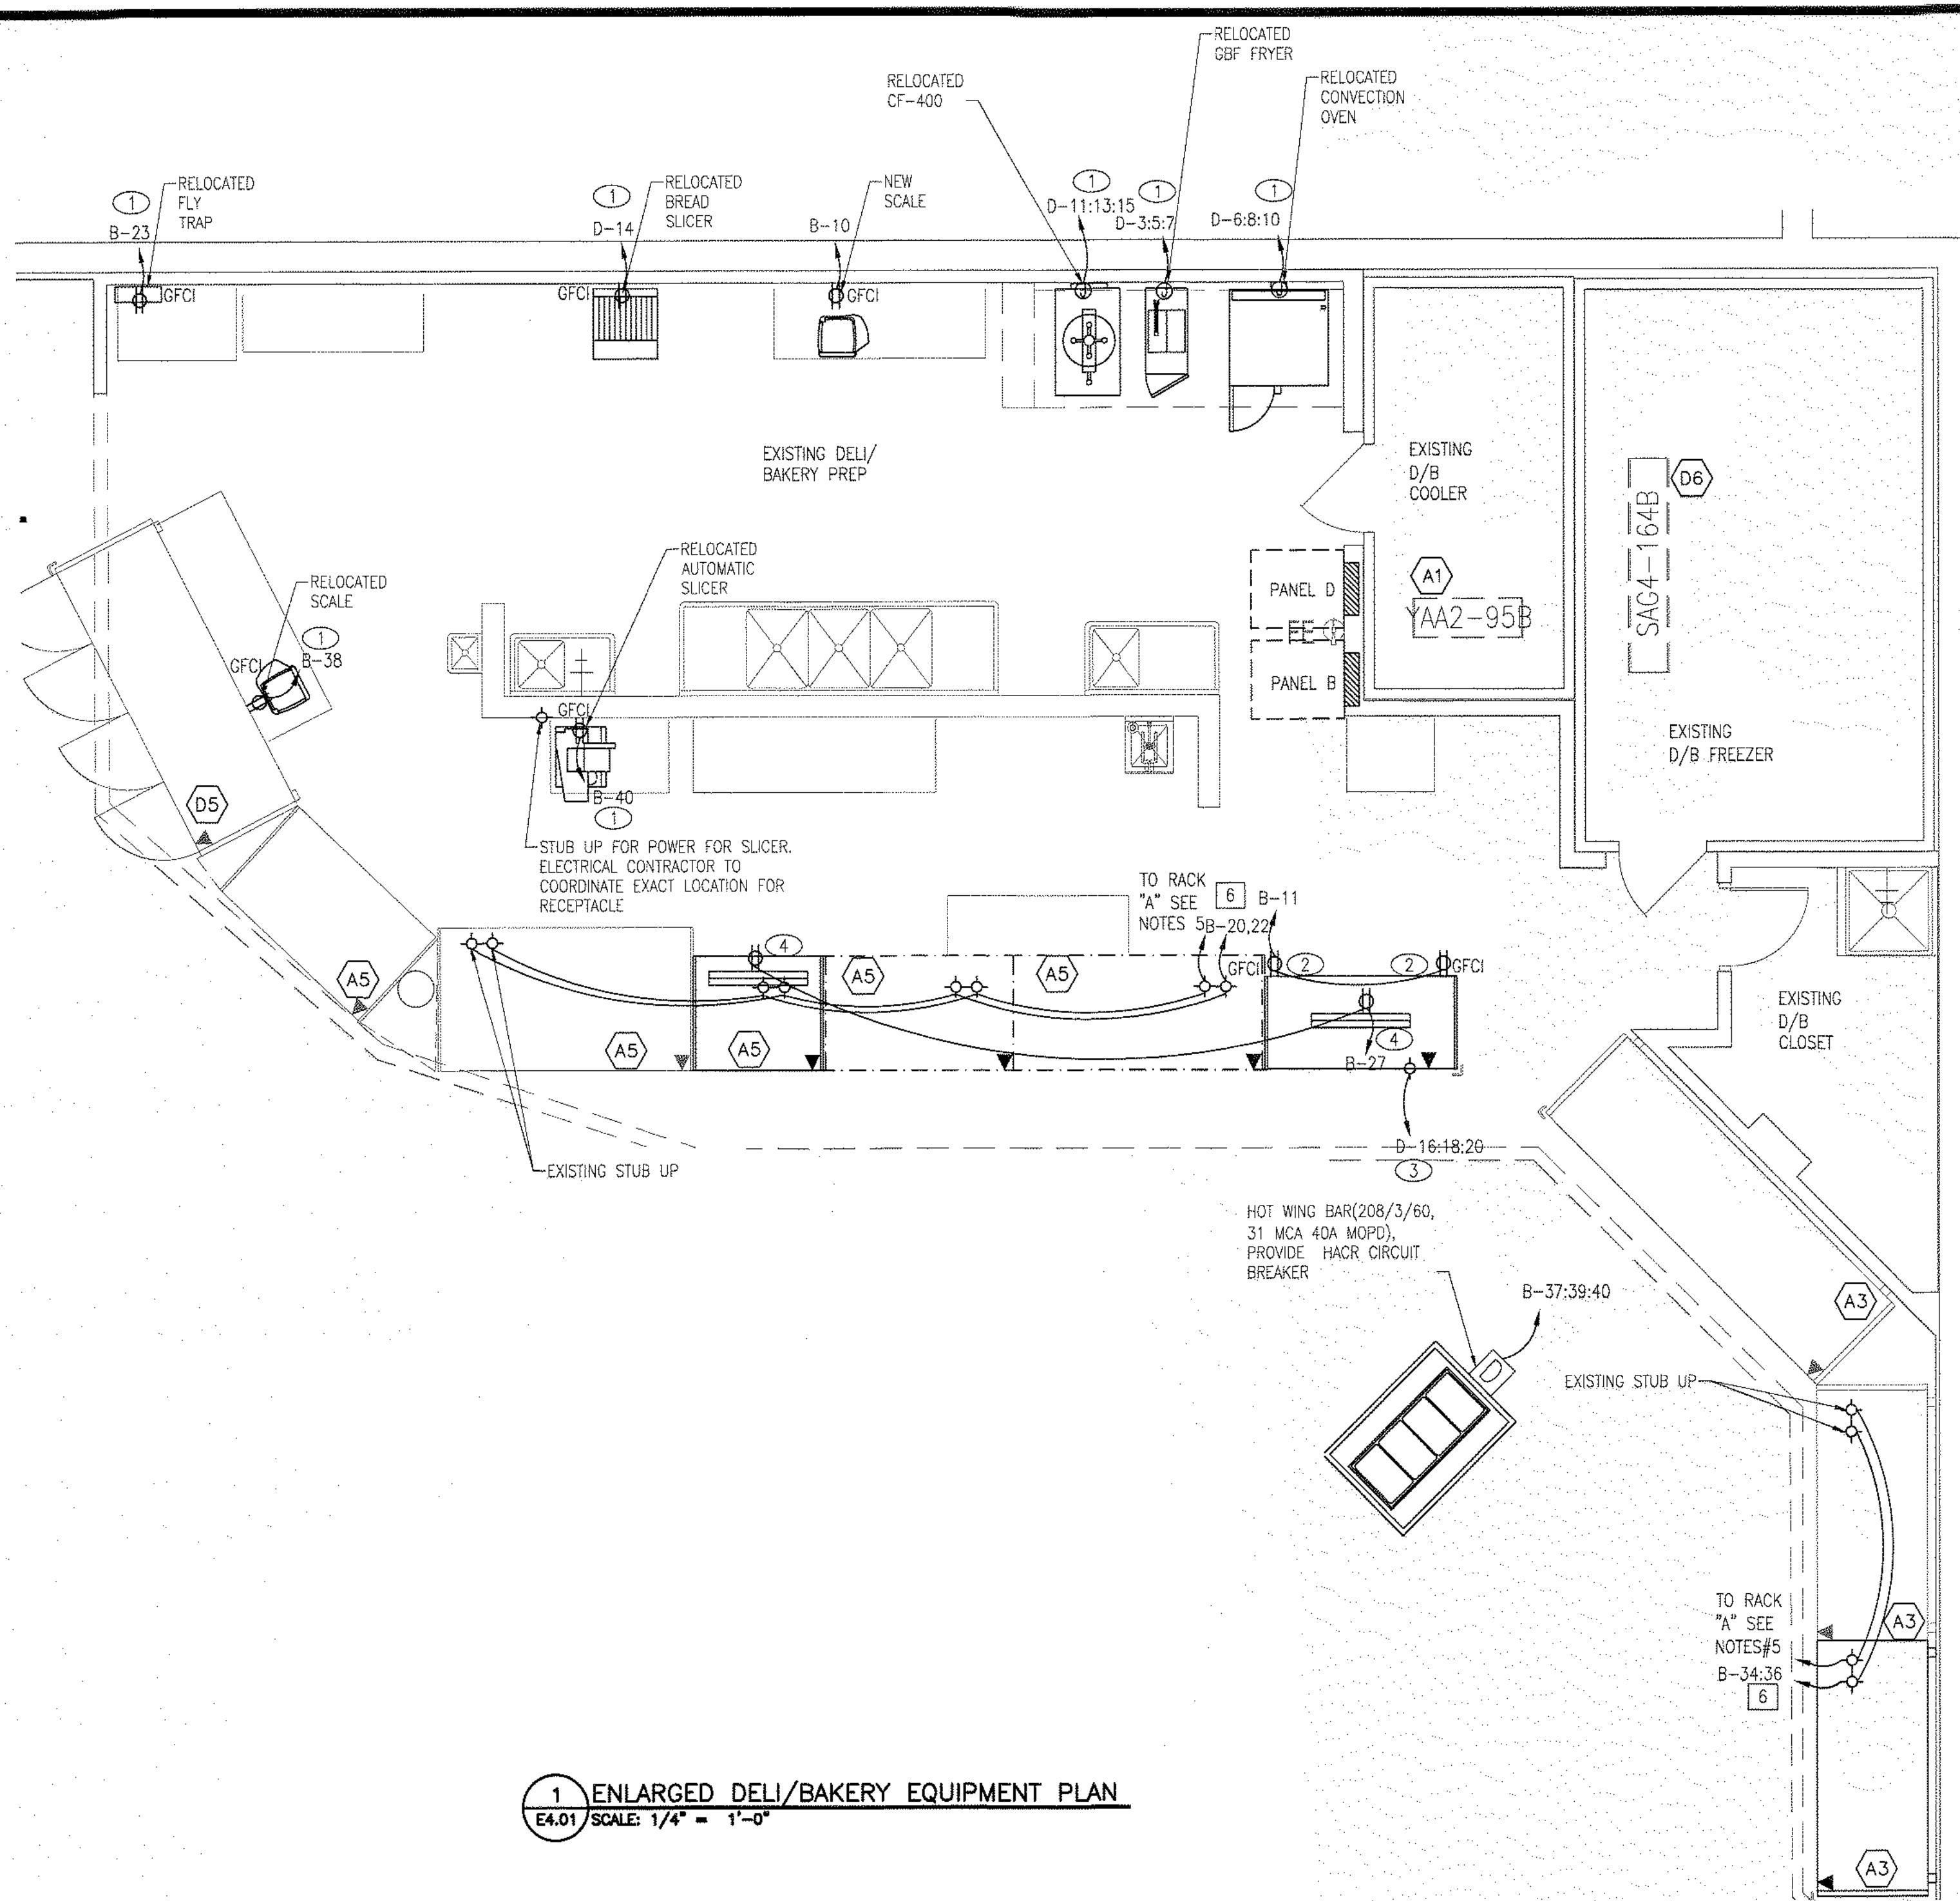 RELOCATED
GBF FRYER
RELOCATED
CF-400
RELOCATED
CONVECTION
OVEN
RELOCATED
FLY
TRAP
1
B-23
GFCI
1
D-14
RELOCATED
BREAD
SLICER
GFCI
NEW
SCALE
B-10
GFCI
1
D-11:13:15
J
1
D-3:5:7
J
1
D-6:8:10
J
EXISTING DELI/
BAKERY PREP
EXISTING
D/B
COOLER
D6
SAG4-164B
A1
YAA2-95B
PANEL D
PANEL B
EXISTING
D/B FREEZER
RELOCATED
SCALE
1
B-38
GFCI
RELOCATED
AUTOMATIC
SLICER
GFCI
B-40
1
STUB UP FOR POWER FOR SLICER.
ELECTRICAL CONTRACTOR TO
COORDINATE EXACT LOCATION FOR
RECEPTACLE
D5
A5
TO RACK
"A" SEE
NOTES 5
6
B-11
B-20,22
4
A5
A5
GFCI
2
2
GFCI
A5
A5
4
B-27
D-16:18:20
3
EXISTING STUB UP
EXISTING
D/B
CLOSET
HOT WING BAR(208/3/60,
31 MCA 40A MOPD),
PROVIDE HACR CIRCUIT
BREAKER
B-37:39:40
D
A3
EXISTING STUB UP
TO RACK
"A" SEE
NOTES#5
B-34:36
6
A3
A3
1
E4.01
ENLARGED DELI/BAKERY EQUIPMENT PLAN
SCALE: 1/4" = 1'-0"